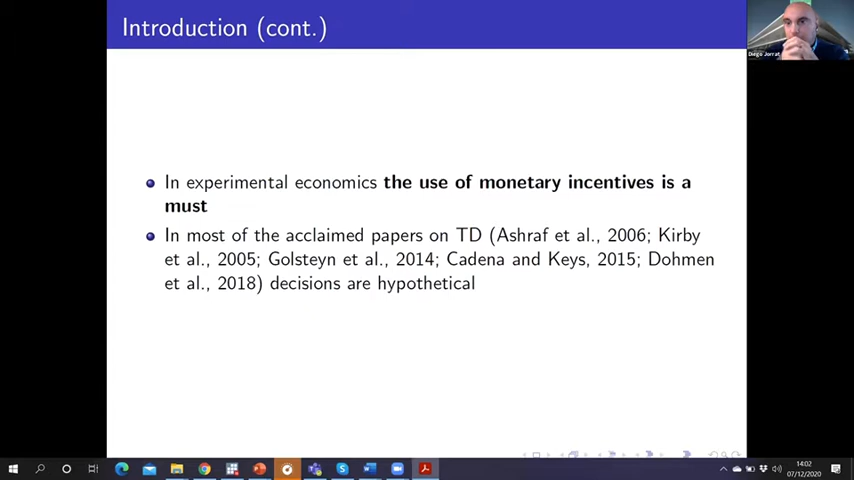 Introduction (cont.)
Diego Jorrat
In experimental economics the use of monetary incentives is a
must
In most of the acclaimed papers on TD (Ashraf et al., 2006; Kirby
et al., 2005; Golsteyn et al., 2014; Cadena and Keys, 2015; Dohmen
et al., 2018) decisions are hypothetical
14:02
07/12/2020